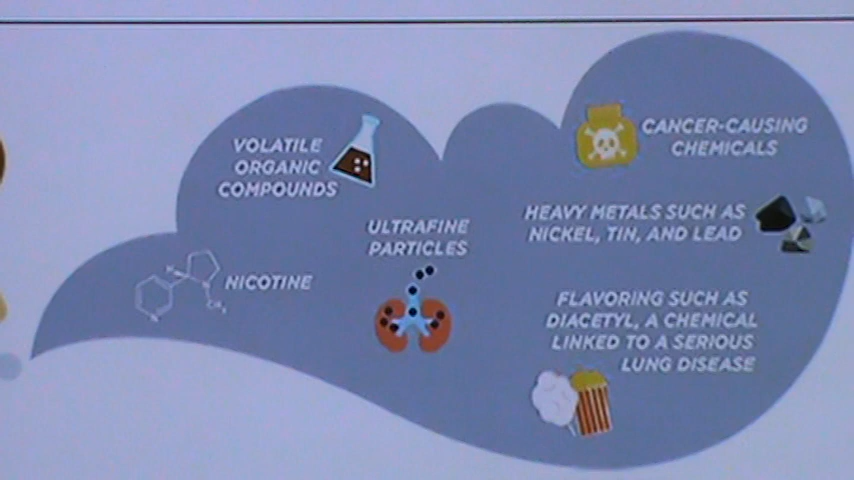 VOLATILE
ORGANIC
COMPOUNDS
CANCER-CAUSING
CHEMICALS
ULTRAFINE
PARTICLES
HEAVY METALS SUCH AS
NICKEL, TIN, AND LEAD
NICOTINE
FLAVORING SUCH AS
DIACETYL, A CHEMICAL
LINKED TO A SERIOUS
LUNG DISEASE